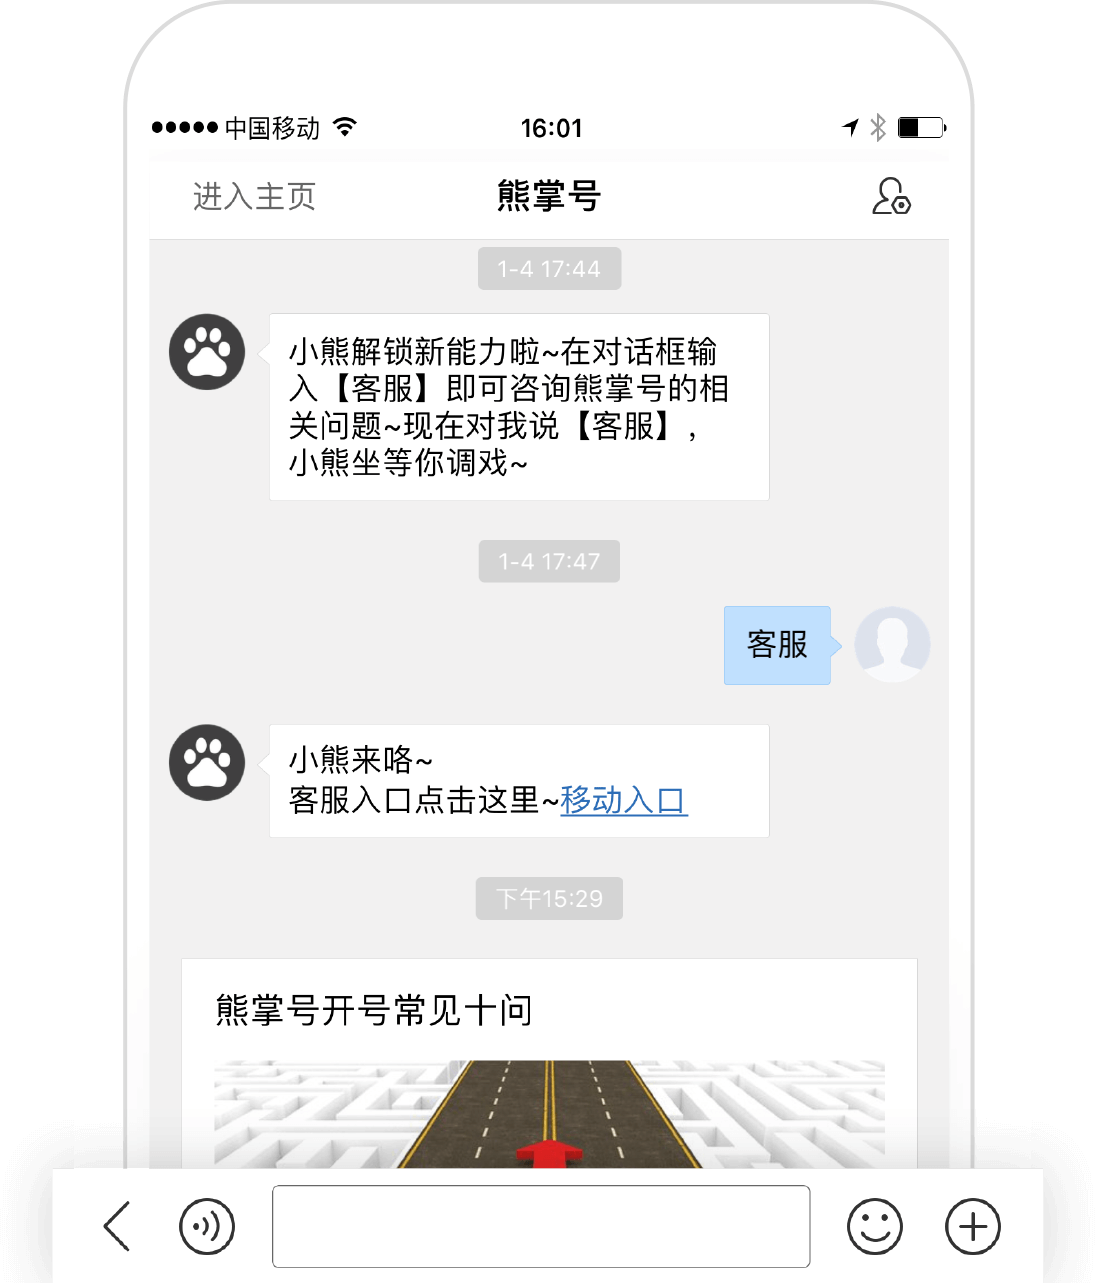 中国移动
16:01
进入主页
熊掌号
1-4 17:44
小熊解锁新能力啦~在对话框输
入【客服】即可咨询熊掌号的相
关问题~现在对我说【客服】，
小熊坐等你调戏~
1-4 17:47
客服
小熊来咯~
客服入口点击这里~移动入口
下午15:29
熊掌号开号常见十问